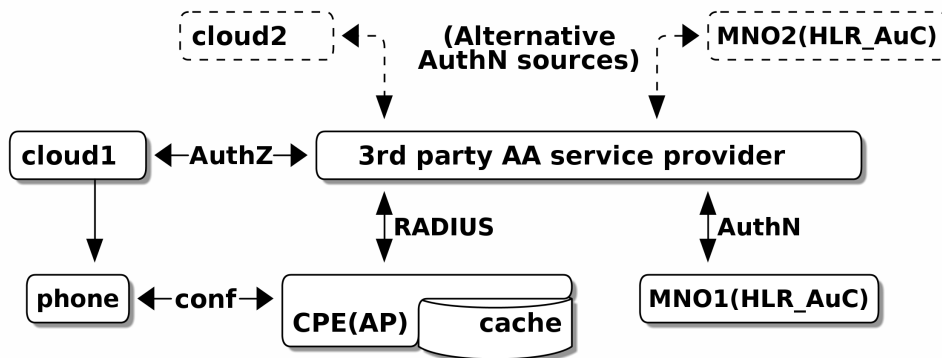 cloud2
(Alternative
AuthN sources)
MNO2(HLR_AuC)
cloud1
AuthZ
3rd party AA service provider
RADIUS
AuthN
phone
conf
CPE(AP)
cache
MNO1(HLR_AuC)